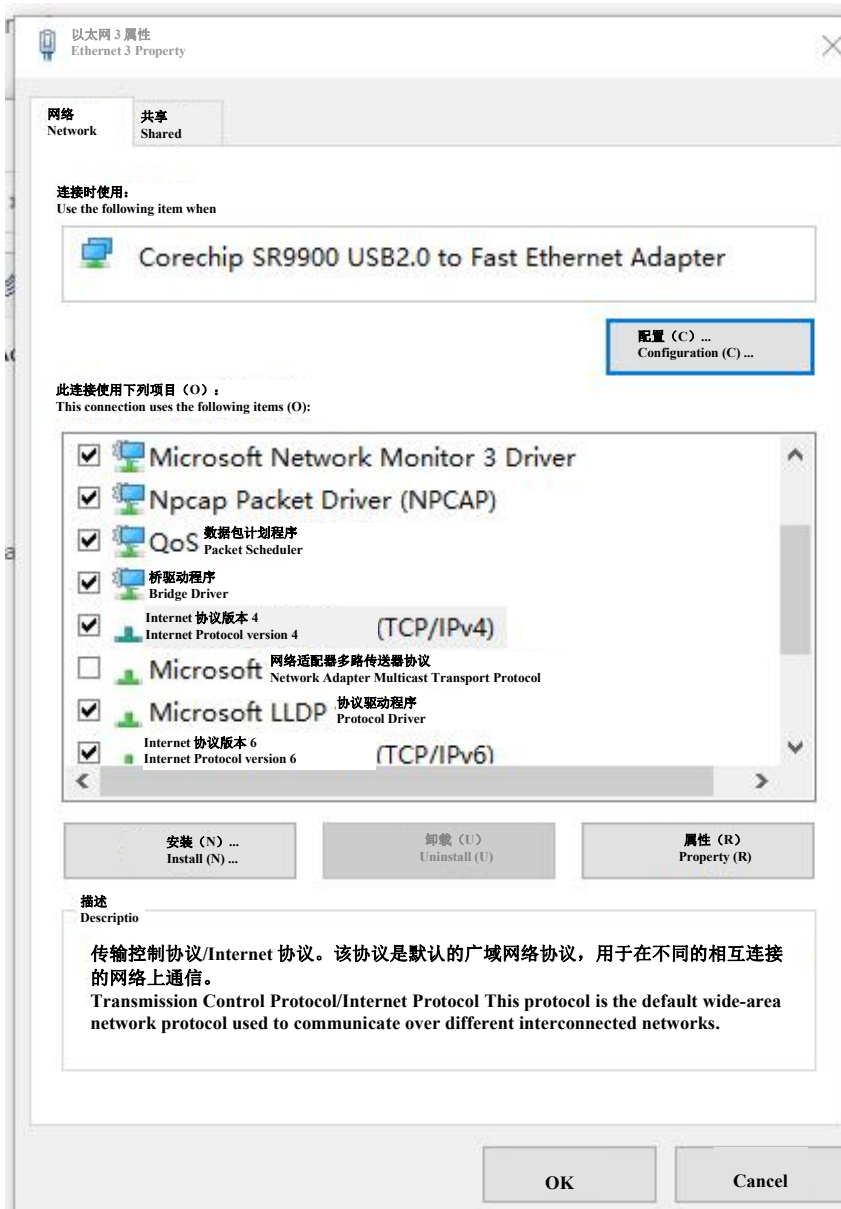 以太网 3 属性
Ethernet 3 Property
网络
Network
共享
Shared
连接时使用：
Use the following item when
Corechip SR9900 USB2.0 to Fast Ethernet Adapter
配置（C）...
Configuration (C) ...
此连接使用下列项目（O）：
This connection uses the following items (O):
Microsoft Network Monitor 3 Driver
Npcap Packet Driver (NPCAP)
QoS 数据包计划程序
Packet Scheduler
桥驱动程序
Bridge Driver
Internet 协议版本 4
Internet Protocol version 4 (TCP/IPv4)
Microsoft 网络适配器多路传送器协议
Network Adapter Multicast Transport Protocol
Microsoft LLDP 协议驱动程序
Protocol Driver
Internet 协议版本 6
Internet Protocol version 6 (TCP/IPv6)
安装（N）...
Install (N) ...
卸载（U）
Uninstall (U)
属性（R）
Property (R)
描述
Descriptio
传输控制协议/Internet 协议。该协议是默认的广域网络协议，用于在不同的相互连接
的网络上通信。
Transmission Control Protocol/Internet Protocol This protocol is the default wide-area
network protocol used to communicate over different interconnected networks.
OK
Cancel